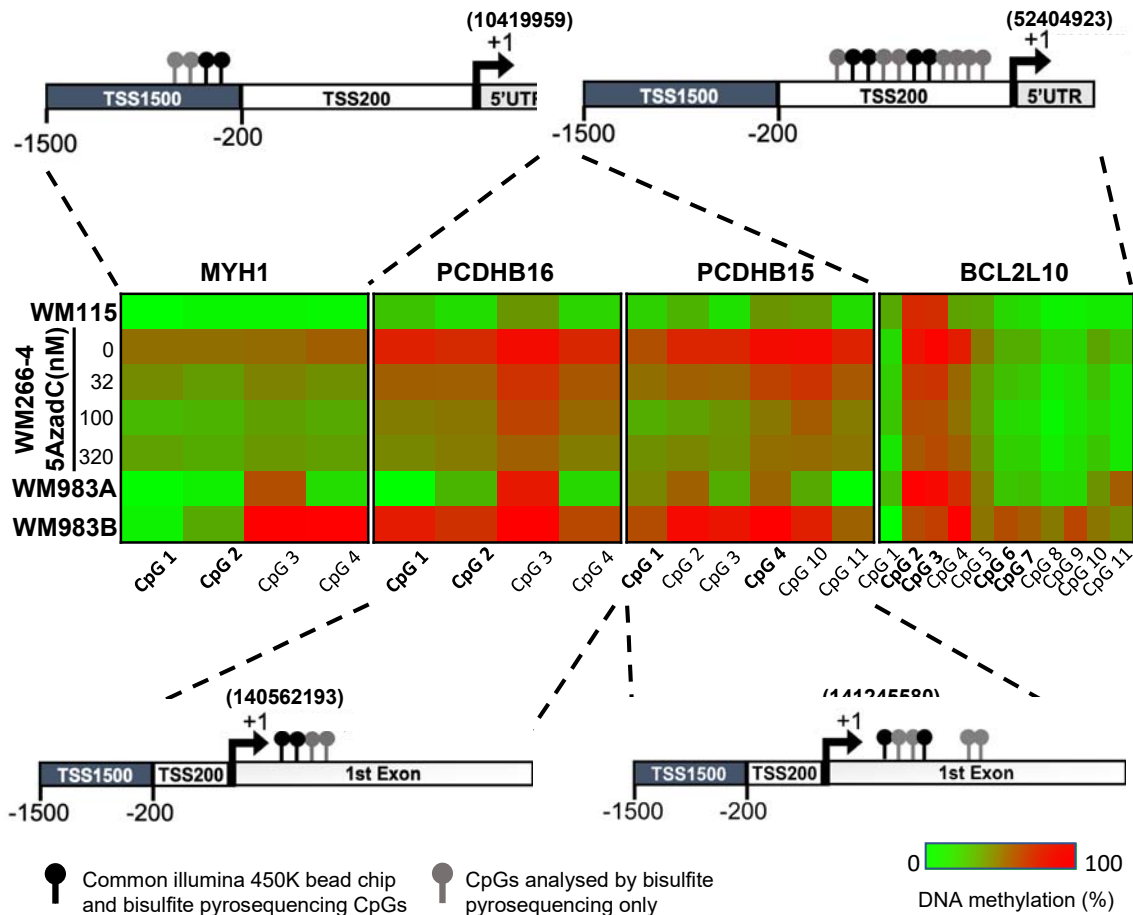 (10419959)
+1
TSS1500
TSS200
5'UTR
-1500
-200
(52404923)
+1
TSS1500
TSS200
5'UTR
-1500
-200
MYH1
PCDHB16
PCDHB15
BCL2L10
WM115
WM266-4
5AzadC(nM)
0
32
100
320
WM983A
WM983B
CpG 1
CpG 2
CpG 3
CpG 4
CpG 1
CpG 2
CpG 3
CpG 4
CpG 1
CpG 2
CpG 3
CpG 4
CpG 10
CpG 11
CpG 1
CpG 2
CpG 3
CpG 4
CpG 5
CpG 6
CpG 7
CpG 8
CpG 9
CpG 10
CpG 11
(140562193)
+1
TSS1500
TSS200
1st Exon
-1500
-200
(141245580)
+1
TSS1500
TSS200
1st Exon
-1500
-200
Common illumina 450K bead chip
and bisulfite pyrosequencing CpGs
CpGs analysed by bisulfite
pyrosequencing only
0
100
DNA methylation (%)